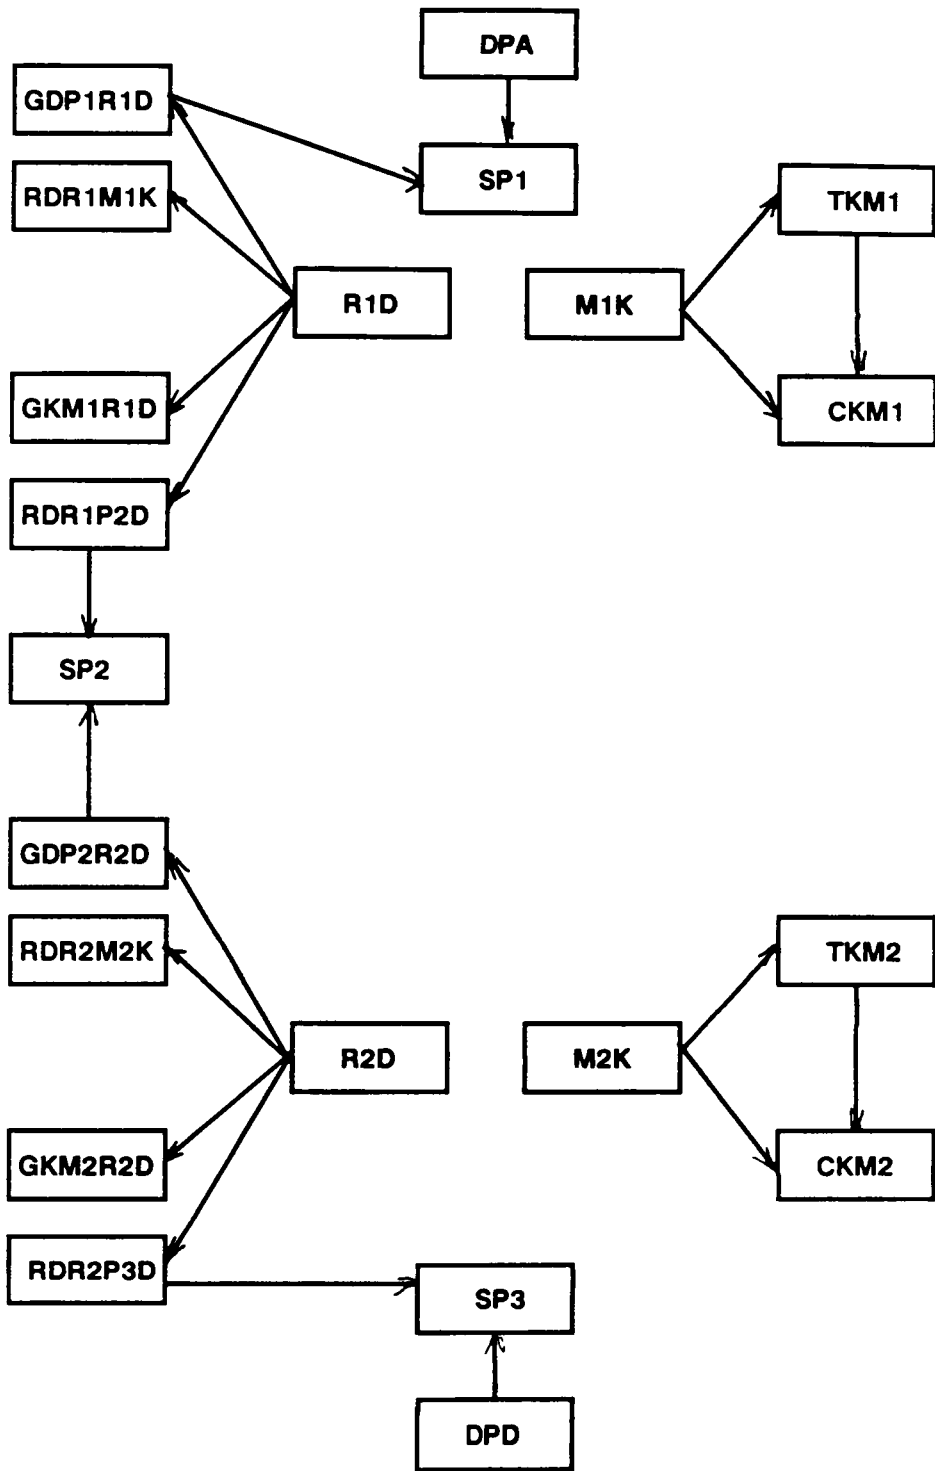 DPA
GDP1R1D
SP1
RDR1M1K
TKM1
R1D
M1K
GKM1R1D
CKM1
RDR1P2D
SP2
GDP2R2D
RDR2M2K
TKM2
R2D
M2K
GKM2R2D
CKM2
RDR2P3D
SP3
DPD